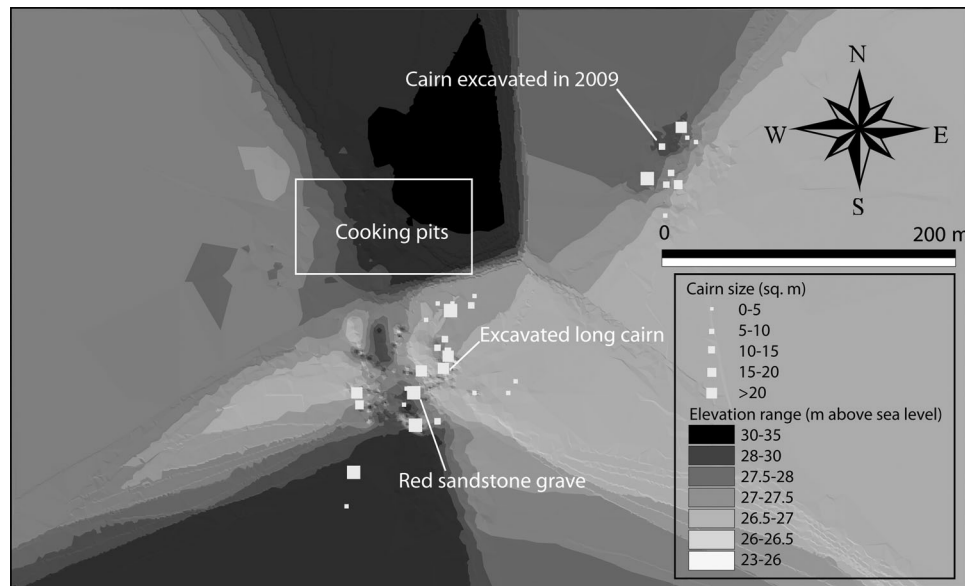 Cairn excavated in 2009
N
W
E
S
Cooking pits
0
200 m
Excavated long cairn
Red sandstone grave
Cairn size (sq. m)
0-5
5-10
10-15
15-20
>20
Elevation range (m above sea level)
30-35
28-30
27.5-28
27-27.5
26.5-27
26-26.5
23-26